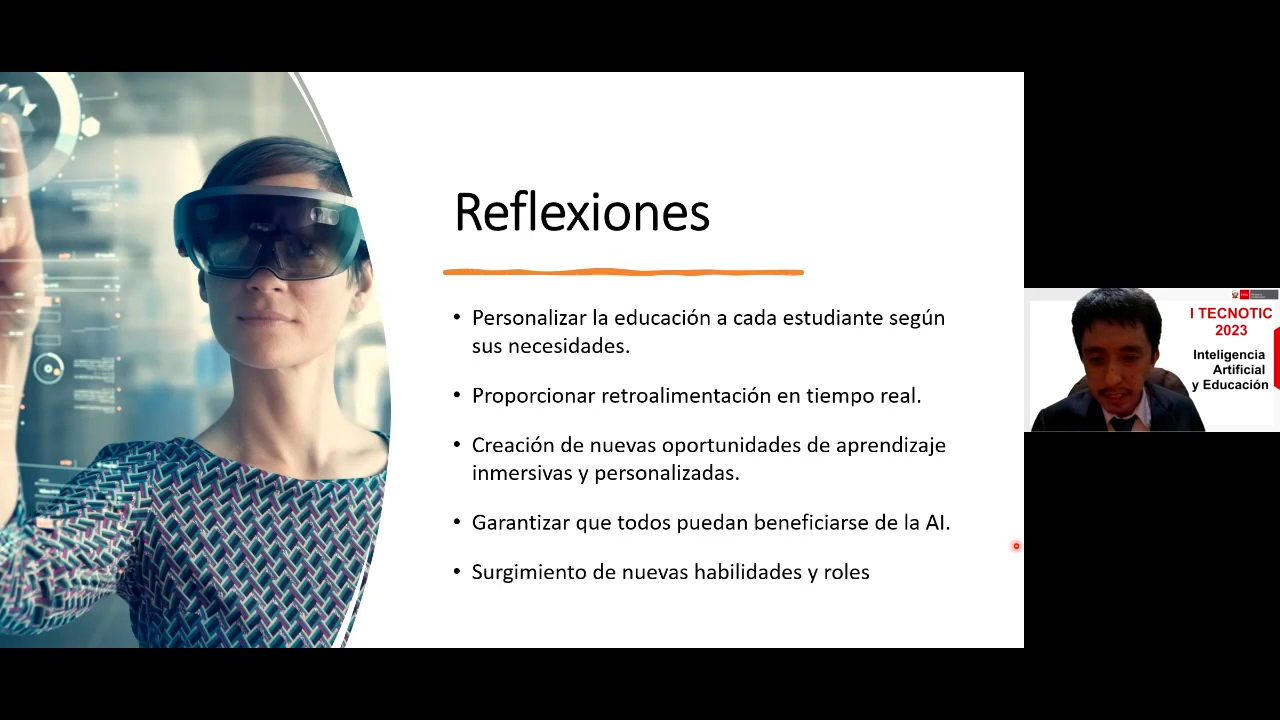 Reflexiones
• Personalizar la educación a cada estudiante según
sus necesidades.
• Proporcionar retroalimentación en tiempo real.
• Creación de nuevas oportunidades de aprendizaje
inmersivas y personalizadas.
• Garantizar que todos puedan beneficiarse de la AI.
• Surgimiento de nuevas habilidades y roles
I TECNOTIC
2023
Inteligencia
Artificial
y Educación